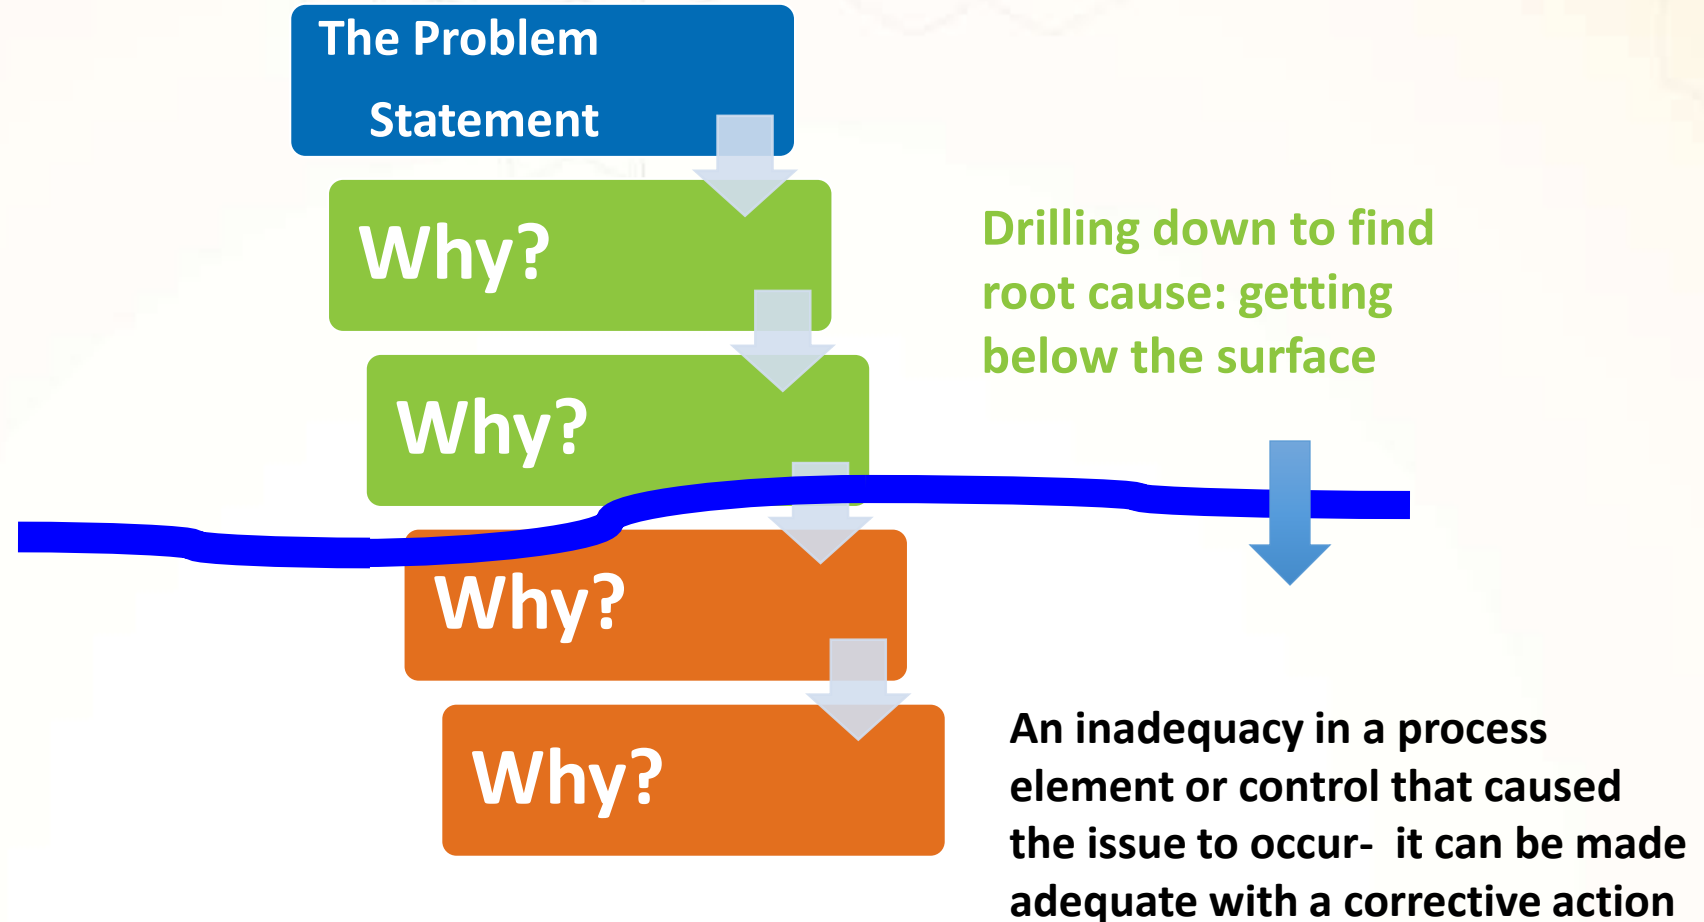 The Problem
Statement
Why?
Why?
Why?
Why?
Drilling down to find
root cause: getting
below the surface
An inadequacy in a process
element or control that caused
the issue to occur-  it can be made
adequate with a corrective action